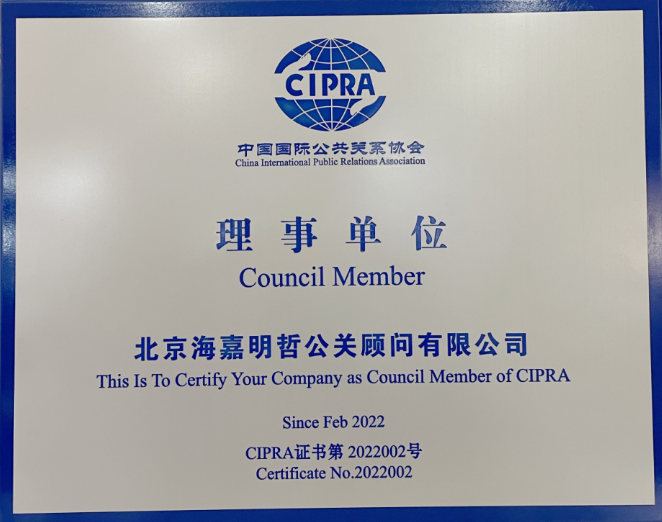 CIPRA
中国国际公共关系协会
China International Public Relations Association
理事单位
Council Member
北京海嘉明哲公关顾问有限公司
This Is To Certify Your Company as Council Member of CIPRA
Since Feb 2022
CIPRA证书第 2022002号
Certificate No.2022002